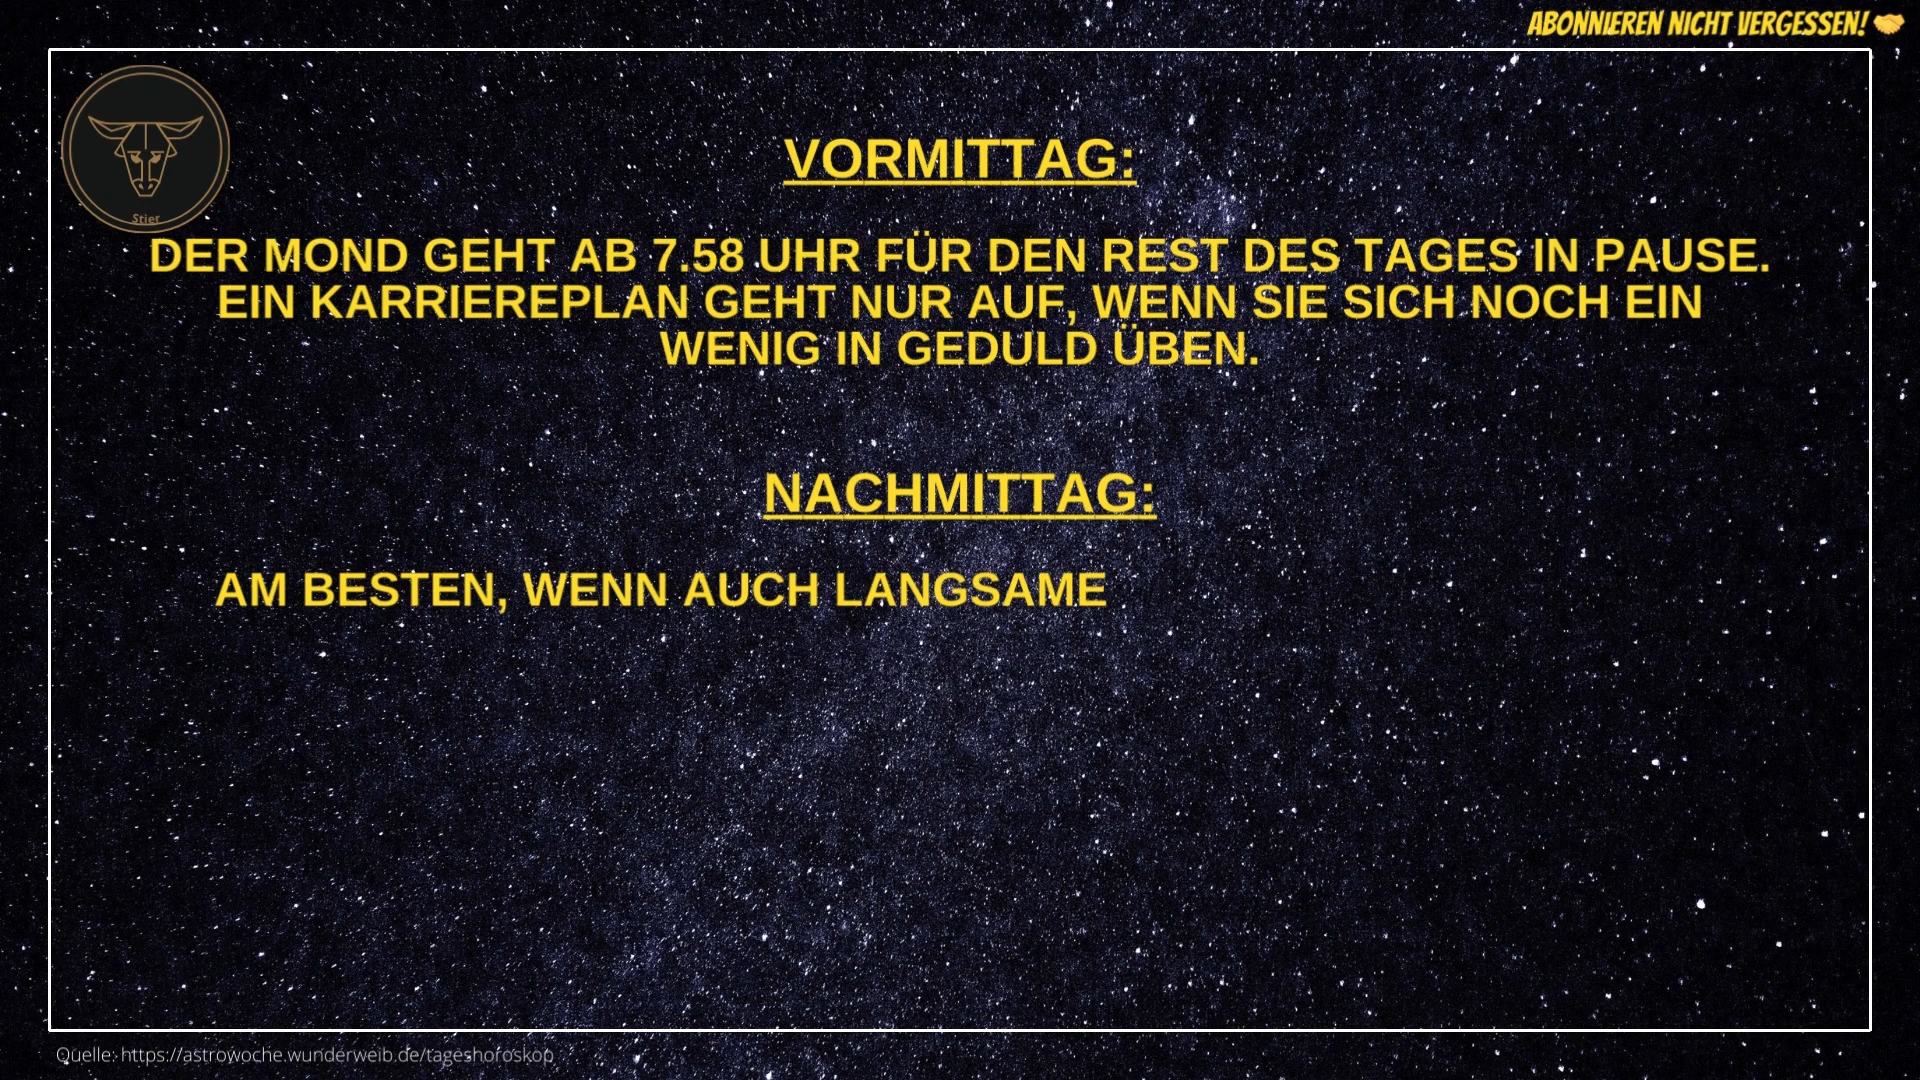 ABONNIEREN NICHT VERGESSEN!
Stier
VORMITTAG:
DER MOND GEHT AB 7.58 UHR FÜR DEN REST DES TAGES IN PAUSE.
EIN KARRIEREPLAN GEHT NUR AUF, WENN SIE SICH NOCH EIN
WENIG IN GEDULD ÜBEN.
NACHMITTAG:
AM BESTEN, WENN AUCH LANGSAME
Quelle: https://astrowoche.wunderweib.de/tageshoroskop